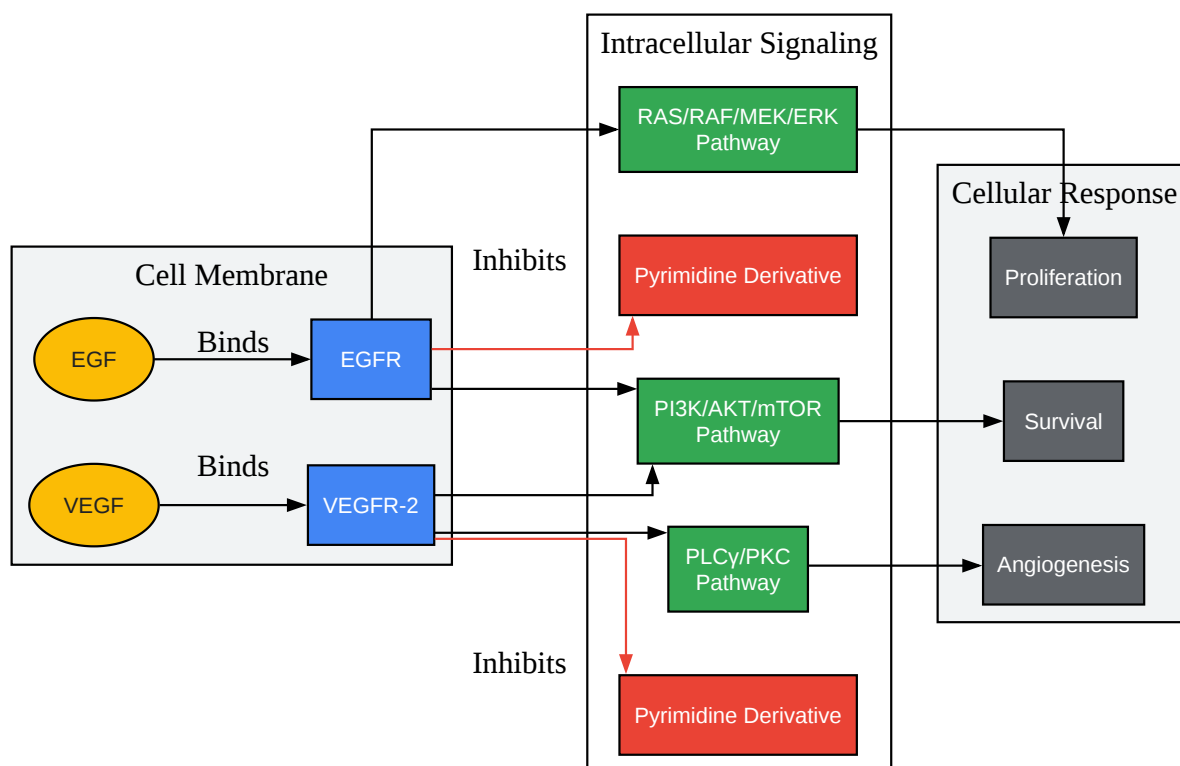 Intracellular Signaling
RAS/RAF/MEK/ERK
Pathway
Cellular Response
Inhibits
Pyrimidine Derivative
Proliferation
Cell Membrane
EGF
Binds
EGFR
PI3K/AKT/mTOR
Pathway
Survival
VEGF
Binds
VEGFR-2
PLCγ/PKC
Pathway
Angiogenesis
Inhibits
Pyrimidine Derivative